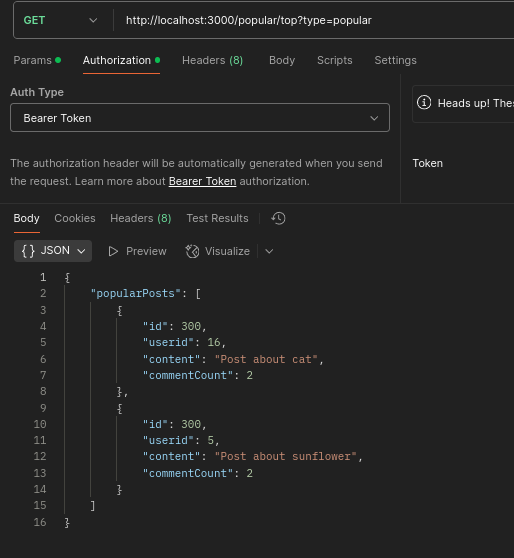 GET http://localhost:3000/popular/top?type=popular
Params Authorization Headers (8) Body Scripts Settings
Auth Type
Bearer Token
Heads up! Thes
The authorization header will be automatically generated when you send
the request. Learn more about Bearer Token authorization.
Token
Body Cookies Headers (8) Test Results
{} JSON Preview Visualize
1 {
2 "popularPosts": [
3 {
4 "id": 300,
5 "userid": 16,
6 "content": "Post about cat",
7 "commentCount": 2
8 },
9 {
10 "id": 300,
11 "userid": 5,
12 "content": "Post about sunflower",
13 "commentCount": 2
14 }
15 ]
16 }